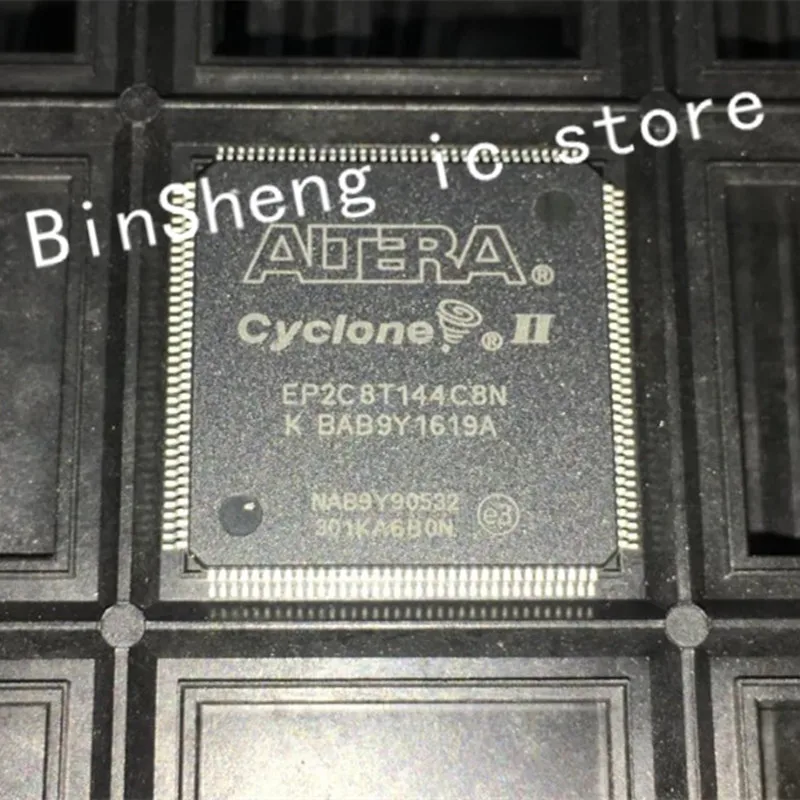 BinSheng ic store
ALTERA®
Cyclone® II
EP2C8T144C8N
K BAB9Y1619A
NAB9Y90532
301KA6B0N
e3